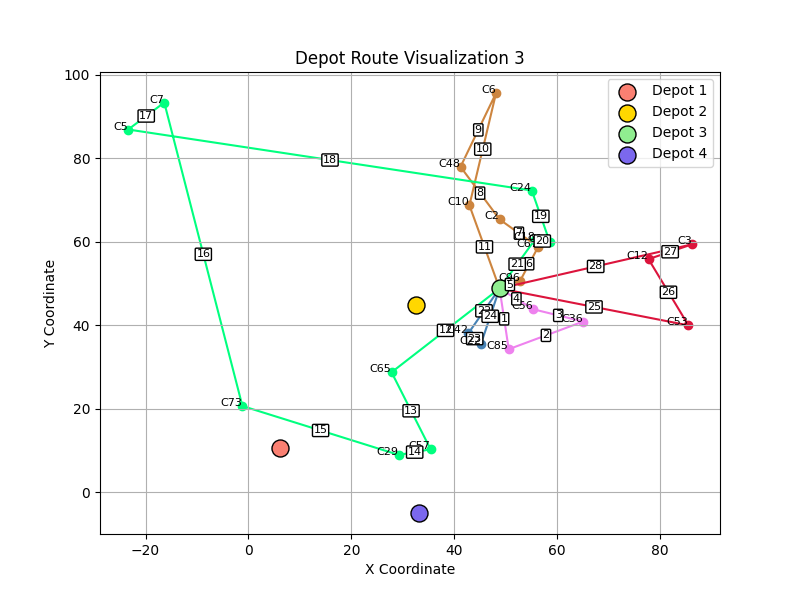 Depot Route Visualization 3
100
80
60
40
20
0
Y Coordinate
−20
0
20
40
60
80
X Coordinate
Depot 1
Depot 2
Depot 3
Depot 4
C6
C7
17
C5
9
10
C48
18
8
C24
C10
C2
19
7
20
C3
11
16
27
C12
21
6
28
5
26
4
C56
25
24
1
3
C36
C53
12
C42
23
2
C85
C65
13
C73
15
C57
C29
14